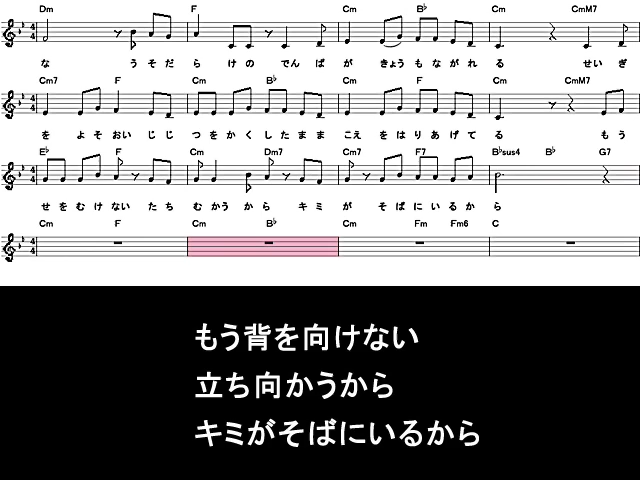 Dm F Cm B♭ Cm CmM7
な うそだら けの でんぱ が きょうもながれ る せいぎ
Cm7 F Cm B♭ Cm F Cm CmM7
を よそおいじじ つをかくしたまま こえをはりあげて る もう
E♭ F Cm Dm7 Cm7 F7 B♭sus4 B♭ G7
せをむけないたち むかうから キミ が そばにいるか ら
Cm F Cm B♭ Cm Fm Fm6 C
もう背を向けない
立ち向かうから
キミがそばにいるから